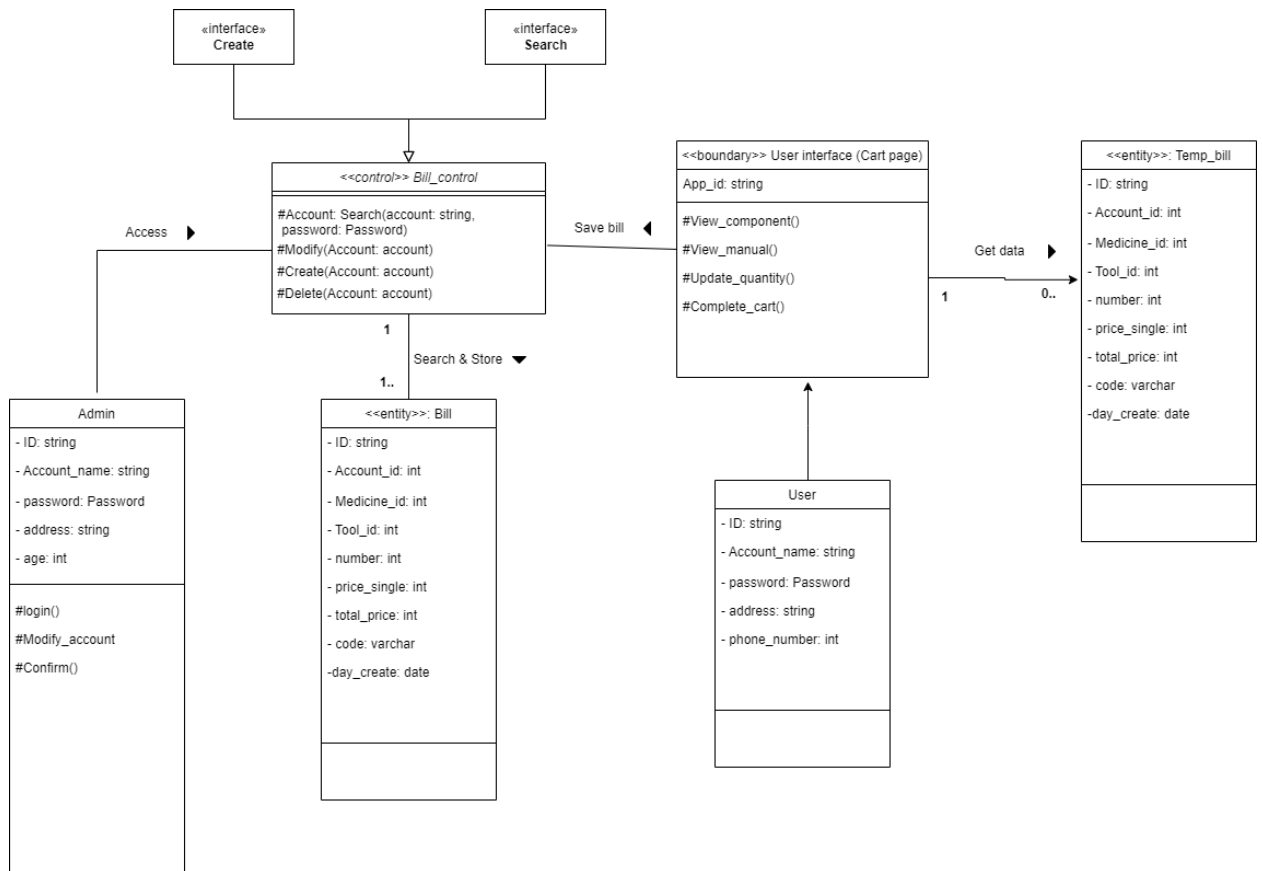 «interface»
Create
«interface»
Search
<<control>> Bill_control
#Account: Search(account: string,
password: Password)
#Modify(Account: account)
#Create(Account: account)
#Delete(Account: account)
Access
Save bill
<<boundary>> User interface (Cart page)
App_id: string
#View_component()
#View_manual()
#Update_quantity()
#Complete_cart()
Get data
1
0..
<<entity>>: Temp_bill
- ID: string
- Account_id: int
- Medicine_id: int
- Tool_id: int
- number: int
- price_single: int
- total_price: int
- code: varchar
-day_create: date
1
Search & Store
1..
Admin
- ID: string
- Account_name: string
- password: Password
- address: string
- age: int
#login()
#Modify_account
#Confirm()
<<entity>>: Bill
- ID: string
- Account_id: int
- Medicine_id: int
- Tool_id: int
- number: int
- price_single: int
- total_price: int
- code: varchar
-day_create: date
User
- ID: string
- Account_name: string
- password: Password
- address: string
- phone_number: int